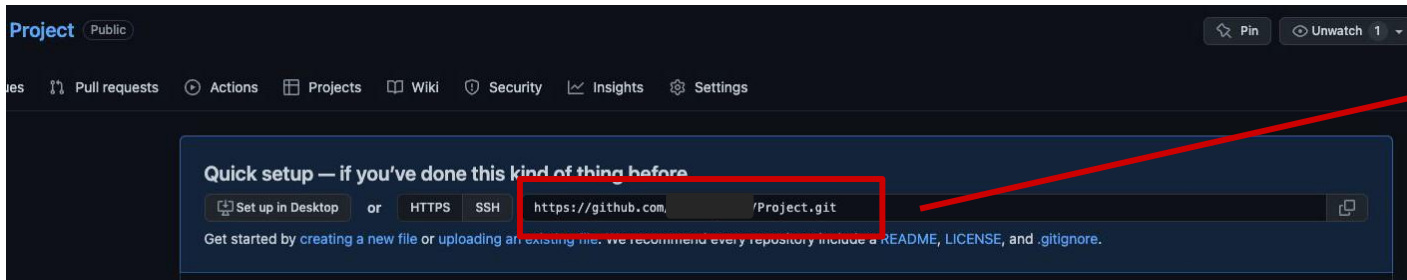 Project Public
Pin
Unwatch 1
ues Pull requests Actions Projects Wiki Security Insights Settings
Quick setup — if you've done this kind of thing before
Set up in Desktop or HTTPS SSH https://github.com/ /Project.git
Get started by creating a new file or uploading an existing file. We recommend every repository include a README, LICENSE, and .gitignore.